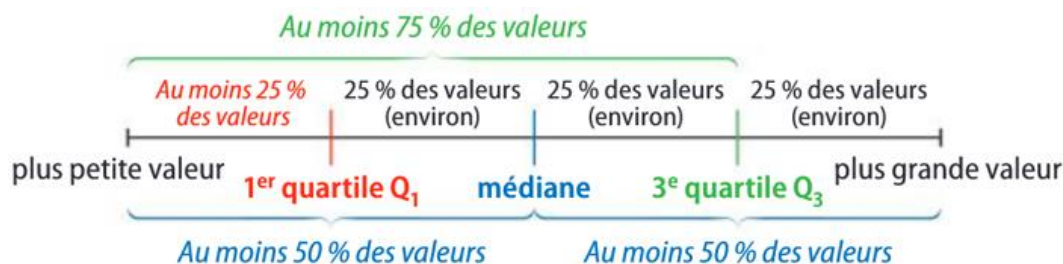 Au moins 75 % des valeurs
Au moins 25 % des valeurs
25 % des valeurs (environ)
25 % des valeurs (environ)
25 % des valeurs (environ)
plus petite valeur
1er quartile Q1
médiane
3e quartile Q3
plus grande valeur
Au moins 50 % des valeurs
Au moins 50 % des valeurs